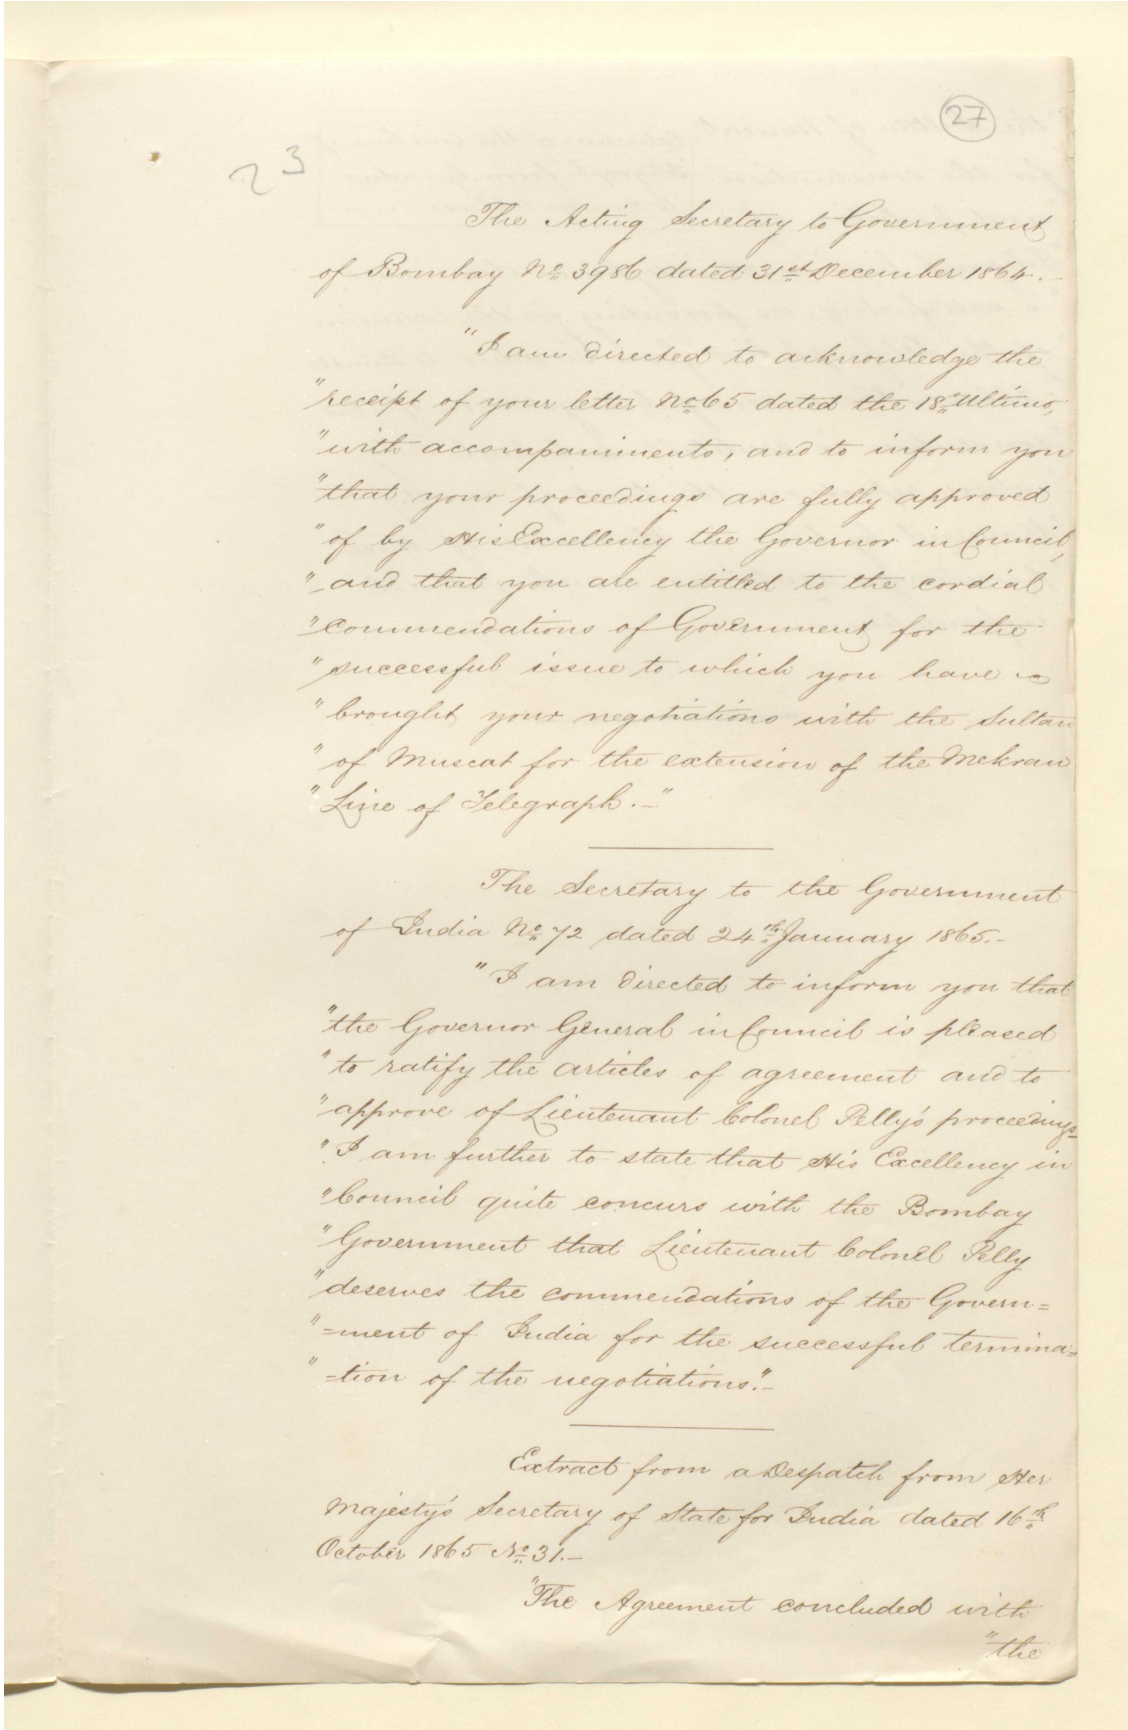 27
23
The Acting Secretary to Government
of Bombay No 3986 dated 31st December 1864.-
"I am directed to acknowledge the
"receipt of your letter No 65 dated the 18th Ultimo,
"with accompaniments, and to inform you
"that your proceedings are fully approved
"of by His Excellency the Governor in Council,
"and that you are entitled to the cordial
"commendations of Government for the
"successful issue to which you have
"brought your negotiations with the Sultan
"of Muscat for the extension of the Mekran
"Line of Telegraph.-"
The Secretary to the Government
of India No 72 dated 24th January 1865.-
"I am directed to inform you that
"the Governor General in Council is pleased
"to ratify the articles of agreement and to
"approve of Lieutenant Colonel Pelly's proceedings-
"I am further to state that His Excellency in
"Council quite concurs with the Bombay
"Government that Lieutenant Colonel Pelly
"deserves the commendations of the Govern=
"=ment of India for the successful termina=
"=tion of the negotiations."-
Extract from a Despatch from Her
Majesty's Secretary of State for India dated 16th
October 1865 No 31.-
"The Agreement concluded with
"the